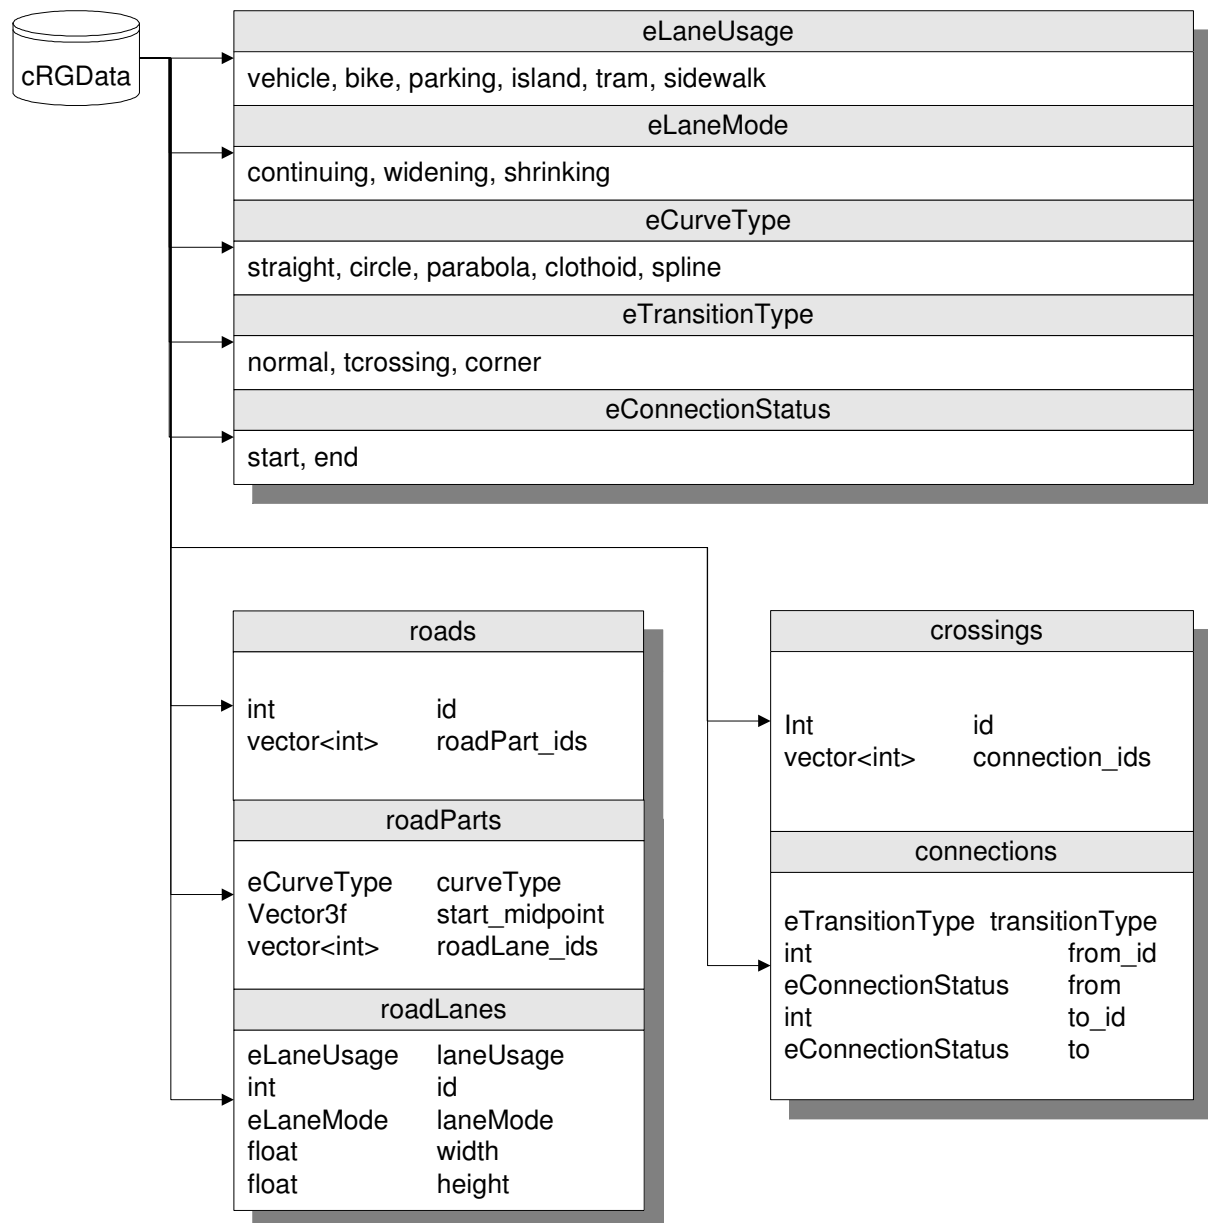 cRGData
eLaneUsage
vehicle, bike, parking, island, tram, sidewalk
eLaneMode
continuing, widening, shrinking
eCurveType
straight, circle, parabola, clothoid, spline
eTransitionType
normal, tcrossing, corner
eConnectionStatus
start, end
roads
int id
vector<int> roadPart_ids
roadParts
eCurveType curveType
Vector3f start_midpoint
vector<int> roadLane_ids
roadLanes
eLaneUsage laneUsage
int id
eLaneMode laneMode
float width
float height
crossings
Int id
vector<int> connection_ids
connections
eTransitionType transitionType
int from_id
eConnectionStatus from
int to_id
eConnectionStatus to